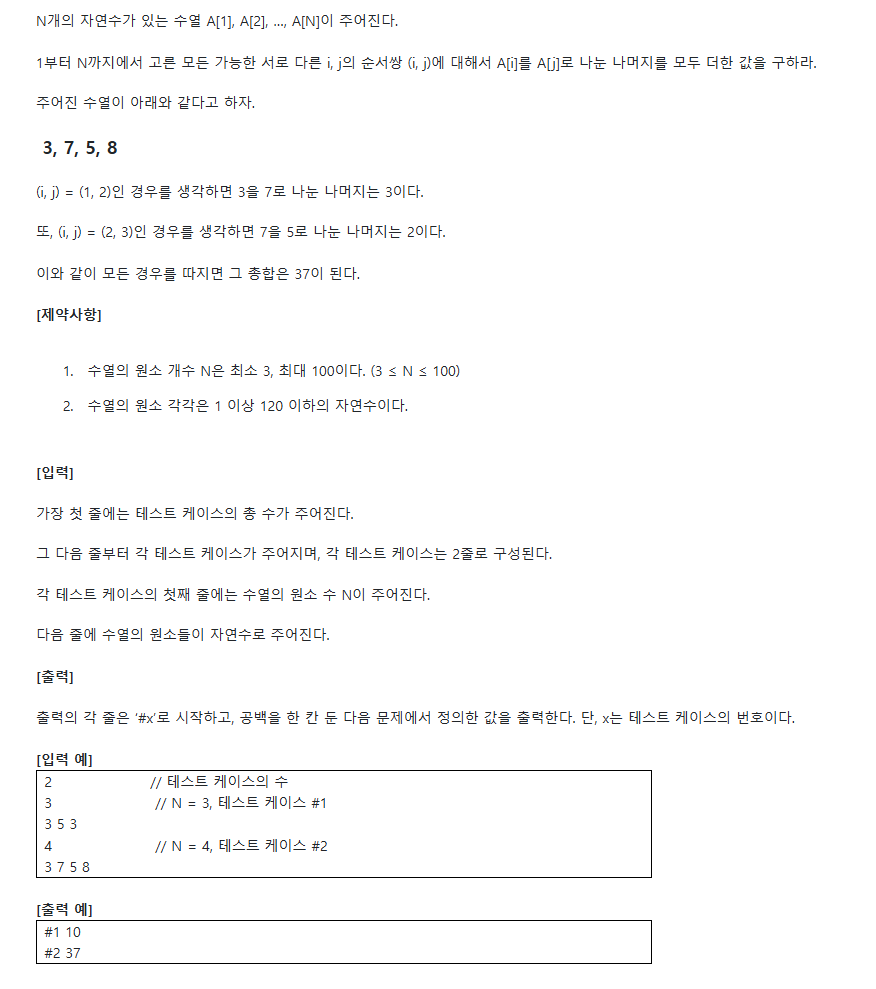 N개의 자연수가 있는 수열 A[1], A[2], ..., A[N]이 주어진다.
1부터 N까지에서 고른 모든 가능한 서로 다른 i, j의 순서쌍 (i, j)에 대해서 A[i]를 A[j]로 나눈 나머지를 모두 더한 값을 구하라.
주어진 수열이 아래와 같다고 하자.
3, 7, 5, 8
(i, j) = (1, 2)인 경우를 생각하면 3을 7로 나눈 나머지는 3이다.
또, (i, j) = (2, 3)인 경우를 생각하면 7을 5로 나눈 나머지는 2이다.
이와 같이 모든 경우를 따지면 그 총합은 37이 된다.
[제약사항]
1. 수열의 원소 개수 N은 최소 3, 최대 100이다. (3 ≤ N ≤ 100)
2. 수열의 원소 각각은 1 이상 120 이하의 자연수이다.
[입력]
가장 첫 줄에는 테스트 케이스의 총 수가 주어진다.
그 다음 줄부터 각 테스트 케이스가 주어지며, 각 테스트 케이스는 2줄로 구성된다.
각 테스트 케이스의 첫째 줄에는 수열의 원소 수 N이 주어진다.
다음 줄에 수열의 원소들이 자연수로 주어진다.
[출력]
출력의 각 줄은 ‘#x’로 시작하고, 공백을 한 칸 둔 다음 문제에서 정의한 값을 출력한다. 단, x는 테스트 케이스의 번호이다.
[입력 예]
2 // 테스트 케이스의 수
3 // N = 3, 테스트 케이스 #1
3 5 3
4 // N = 4, 테스트 케이스 #2
3 7 5 8
[출력 예]
#1 10
#2 37